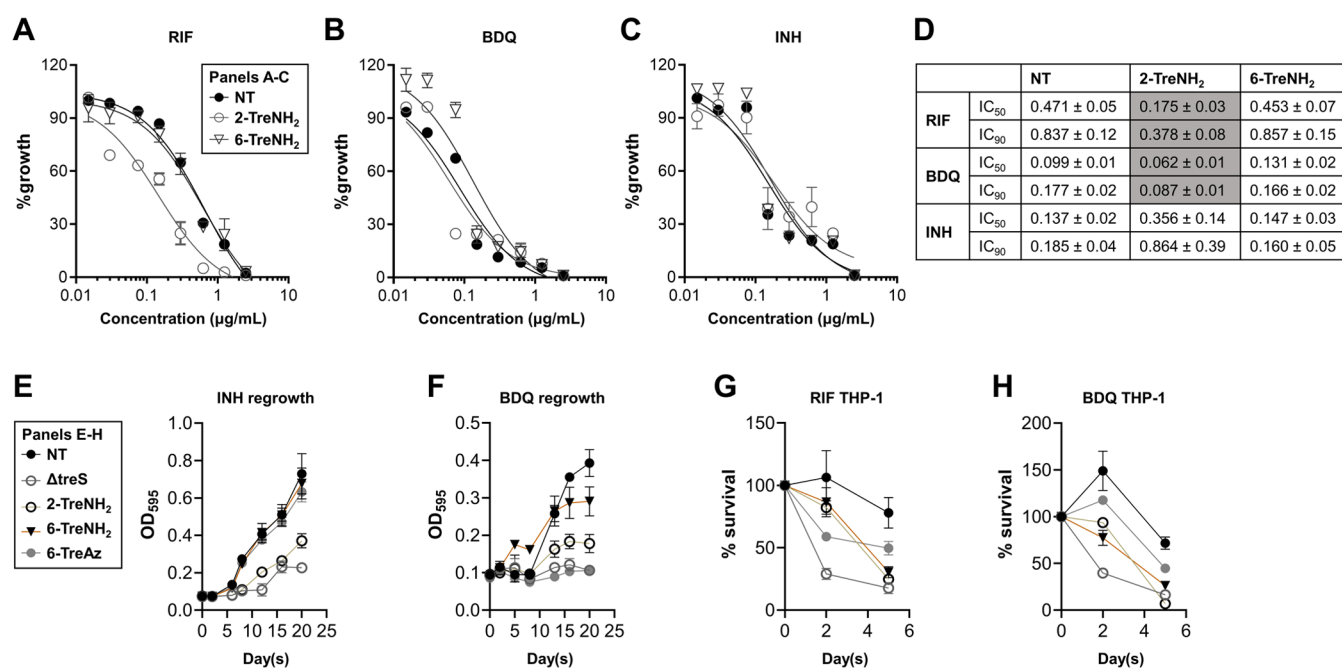 A
RIF
%growth
120
90
60
30
0
0.01 0.1 1 10
Concentration (µg/mL)
Panels A-C
NT
2-TreNH₂
6-TreNH₂
B
BDQ
%growth
120
90
60
30
0
0.01 0.1 1 10
Concentration (µg/mL)
C
INH
%growth
120
90
60
30
0
0.01 0.1 1 10
Concentration (µg/mL)
D
NT 2-TreNH₂ 6-TreNH₂
RIF IC₅₀ 0.471 ± 0.05 0.175 ± 0.03 0.453 ± 0.07
IC₉₀ 0.837 ± 0.12 0.378 ± 0.08 0.857 ± 0.15
BDQ IC₅₀ 0.099 ± 0.01 0.062 ± 0.01 0.131 ± 0.02
IC₉₀ 0.177 ± 0.02 0.087 ± 0.01 0.166 ± 0.02
INH IC₅₀ 0.137 ± 0.02 0.356 ± 0.14 0.147 ± 0.03
IC₉₀ 0.185 ± 0.04 0.864 ± 0.39 0.160 ± 0.05
E
Panels E-H
NT
ΔtreS
2-TreNH₂
6-TreNH₂
6-TreAz
INH regrowth
OD₅₉₅
1.0
0.8
0.6
0.4
0.2
0.0
0 5 10 15 20 25
Day(s)
F
BDQ regrowth
OD₅₉₅
0.5
0.4
0.3
0.2
0.1
0.0
0 5 10 15 20 25
Day(s)
G
RIF THP-1
% survival
150
100
50
0
0 2 4 6
Day(s)
H
BDQ THP-1
% survival
200
150
100
50
0
0 2 4 6
Day(s)